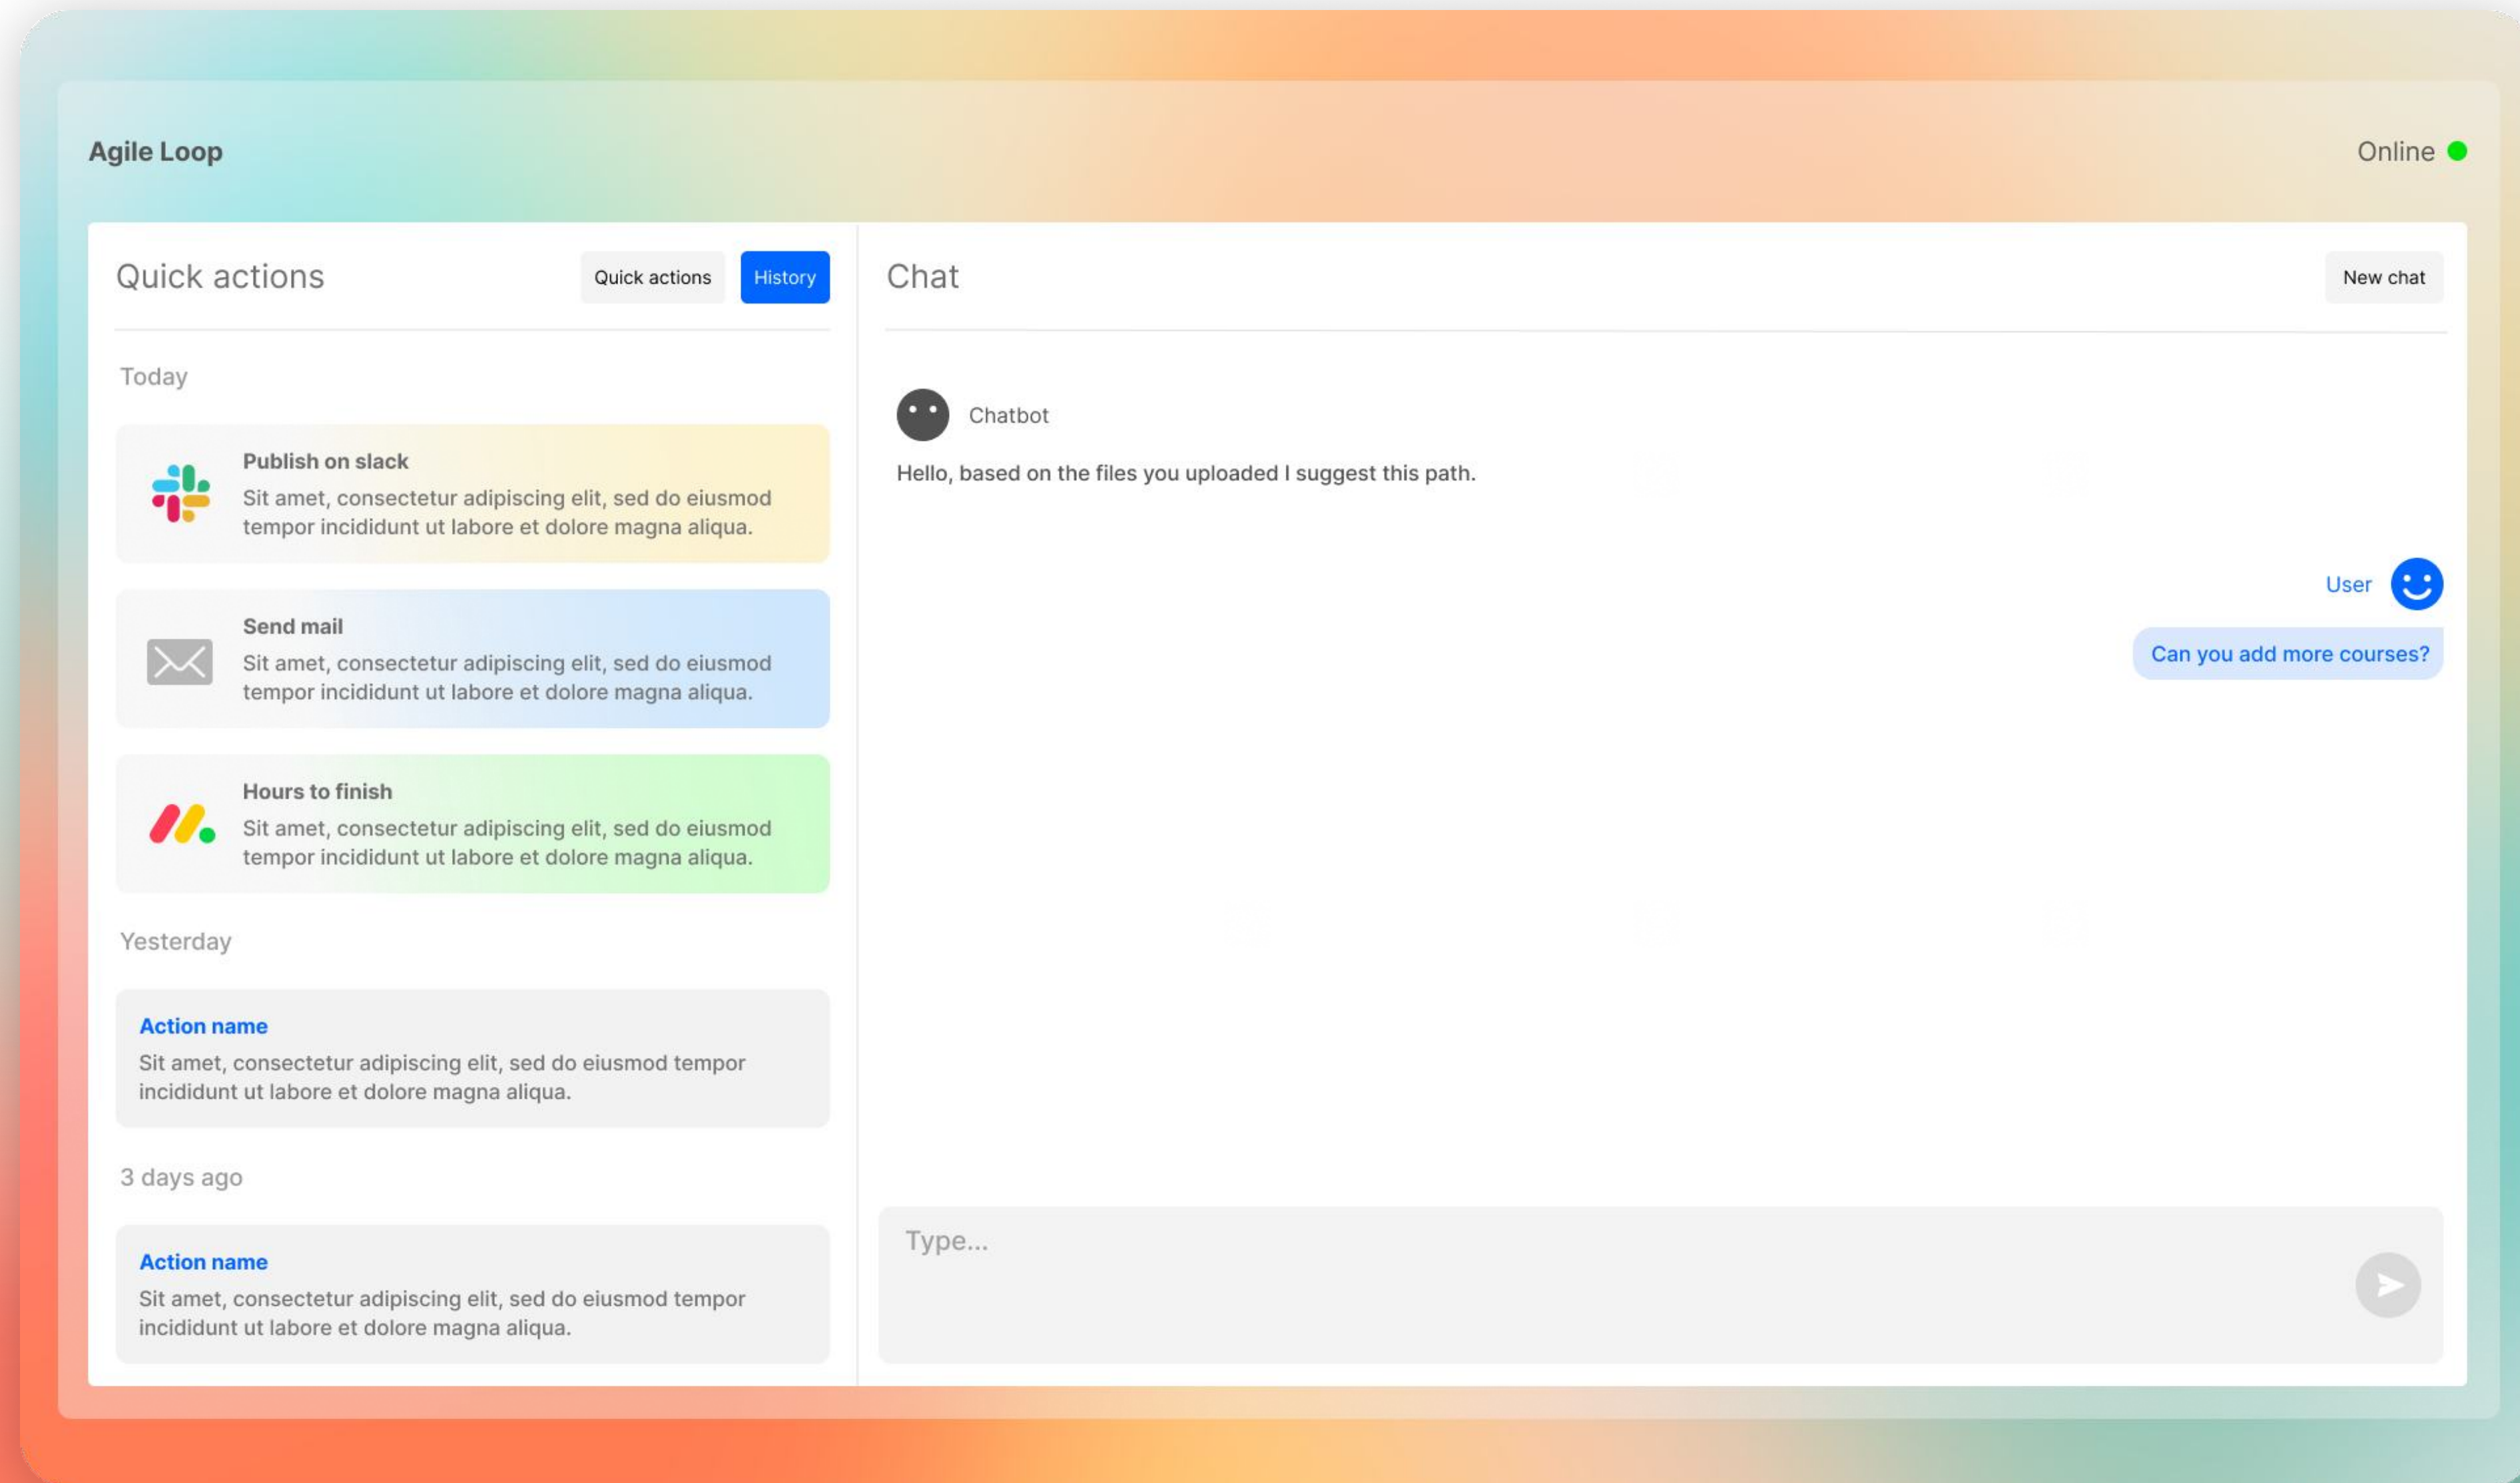 Agile Loop
Online
Quick actions
Quick actions
History
Today
Publish on slack
Sit amet, consectetur adipiscing elit, sed do eiusmod
tempor incididunt ut labore et dolore magna aliqua.
Send mail
Sit amet, consectetur adipiscing elit, sed do eiusmod
tempor incididunt ut labore et dolore magna aliqua.
Hours to finish
Sit amet, consectetur adipiscing elit, sed do eiusmod
tempor incididunt ut labore et dolore magna aliqua.
Yesterday
Action name
Sit amet, consectetur adipiscing elit, sed do eiusmod tempor
incididunt ut labore et dolore magna aliqua.
3 days ago
Action name
Sit amet, consectetur adipiscing elit, sed do eiusmod tempor
incididunt ut labore et dolore magna aliqua.
Chat
New chat
Chatbot
Hello, based on the files you uploaded I suggest this path.
User
Can you add more courses?
Type...